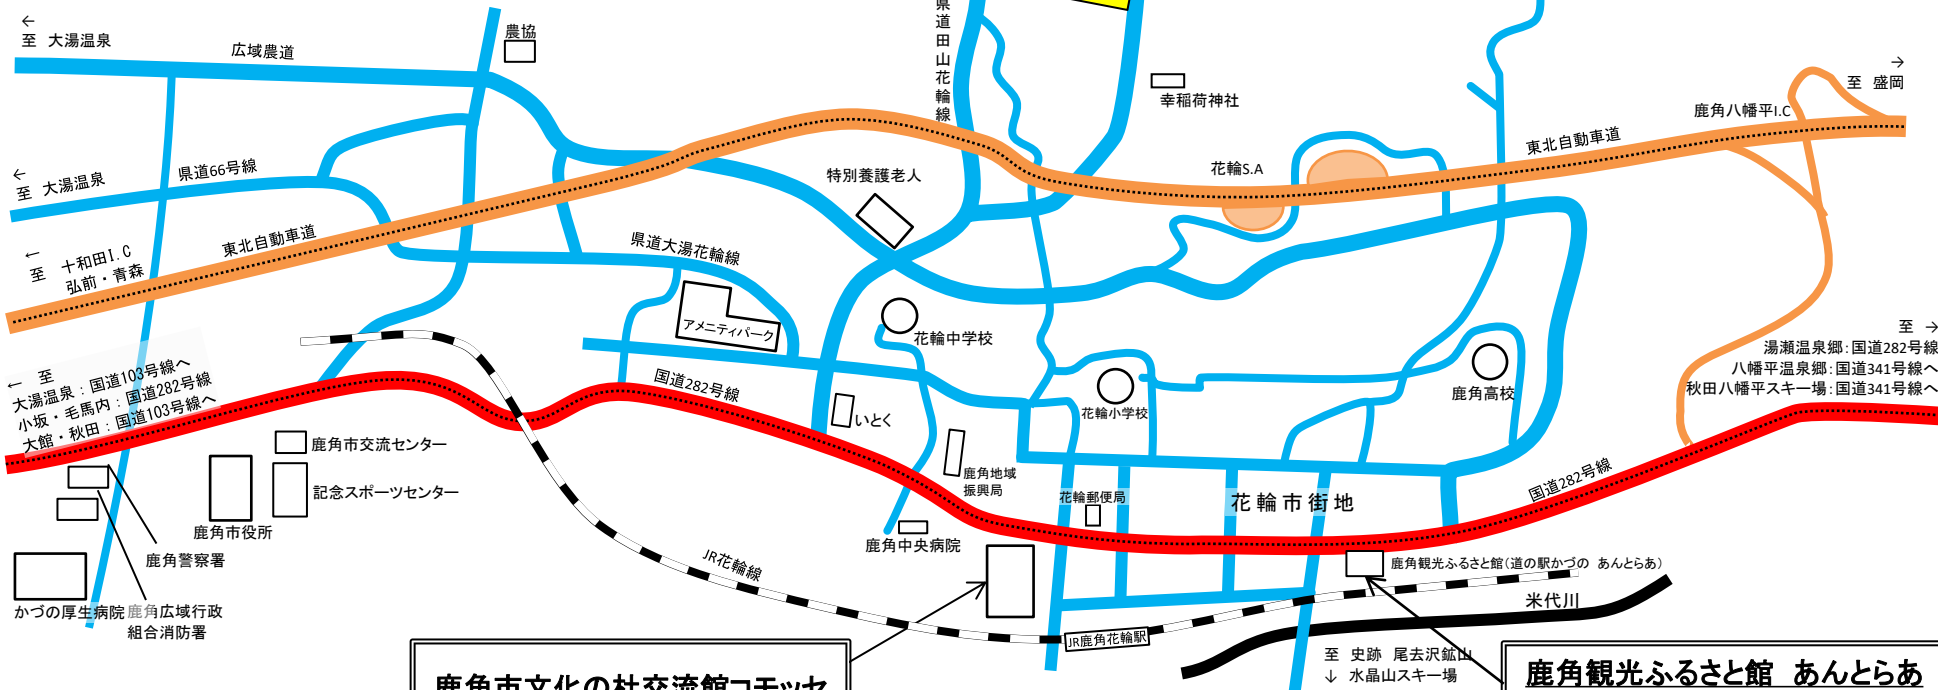 ←
至 大湯温泉
広域農道
農協
県道田山花輪線
幸稲荷神社
→
至 盛岡
鹿角八幡平I.C
東北自動車道
花輪S.A
特別養護老人
←
至 大湯温泉
県道66号線
東北自動車道
←
至 十和田I.C
弘前・青森
県道大湯花輪線
アメニティパーク
花輪中学校
国道282号線
いとく
花輪小学校
鹿角高校
至 →
湯瀬温泉郷:国道282号線
八幡平温泉郷:国道341号線へ
秋田八幡平スキー場:国道341号線へ
← 至
大湯温泉:国道103号線へ
小坂・毛馬内:国道282号線
大館・秋田:国道103号線へ
鹿角市交流センター
記念スポーツセンター
鹿角市役所
鹿角警察署
かづの厚生病院
鹿角広域行政
組合消防署
鹿角地域
振興局
鹿角中央病院
花輪郵便局
花輪市街地
国道282号線
JR花輪線
鹿角観光ふるさと館(道の駅かづの あんとらあ)
米代川
JR鹿角花輪駅
至 史跡 尾去沢鉱山
↓ 水晶山スキー場
鹿角市文化の杜交流館コモッセ
鹿角観光ふるさと館 あんとらあ